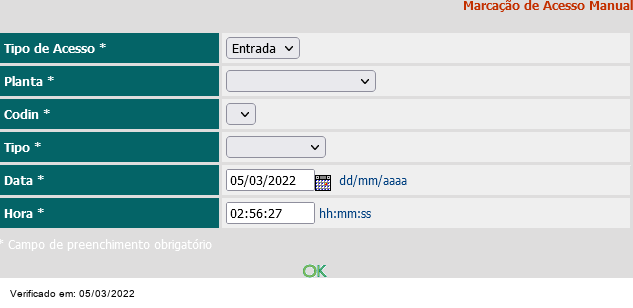 Marcação de Acesso Manual
Tipo de Acesso * Entrada
Planta *
Codin *
Tipo *
Data * 05/03/2022 dd/mm/aaaa
Hora * 02:56:27 hh:mm:ss
* Campo de preenchimento obrigatório
OK
Verificado em: 05/03/2022